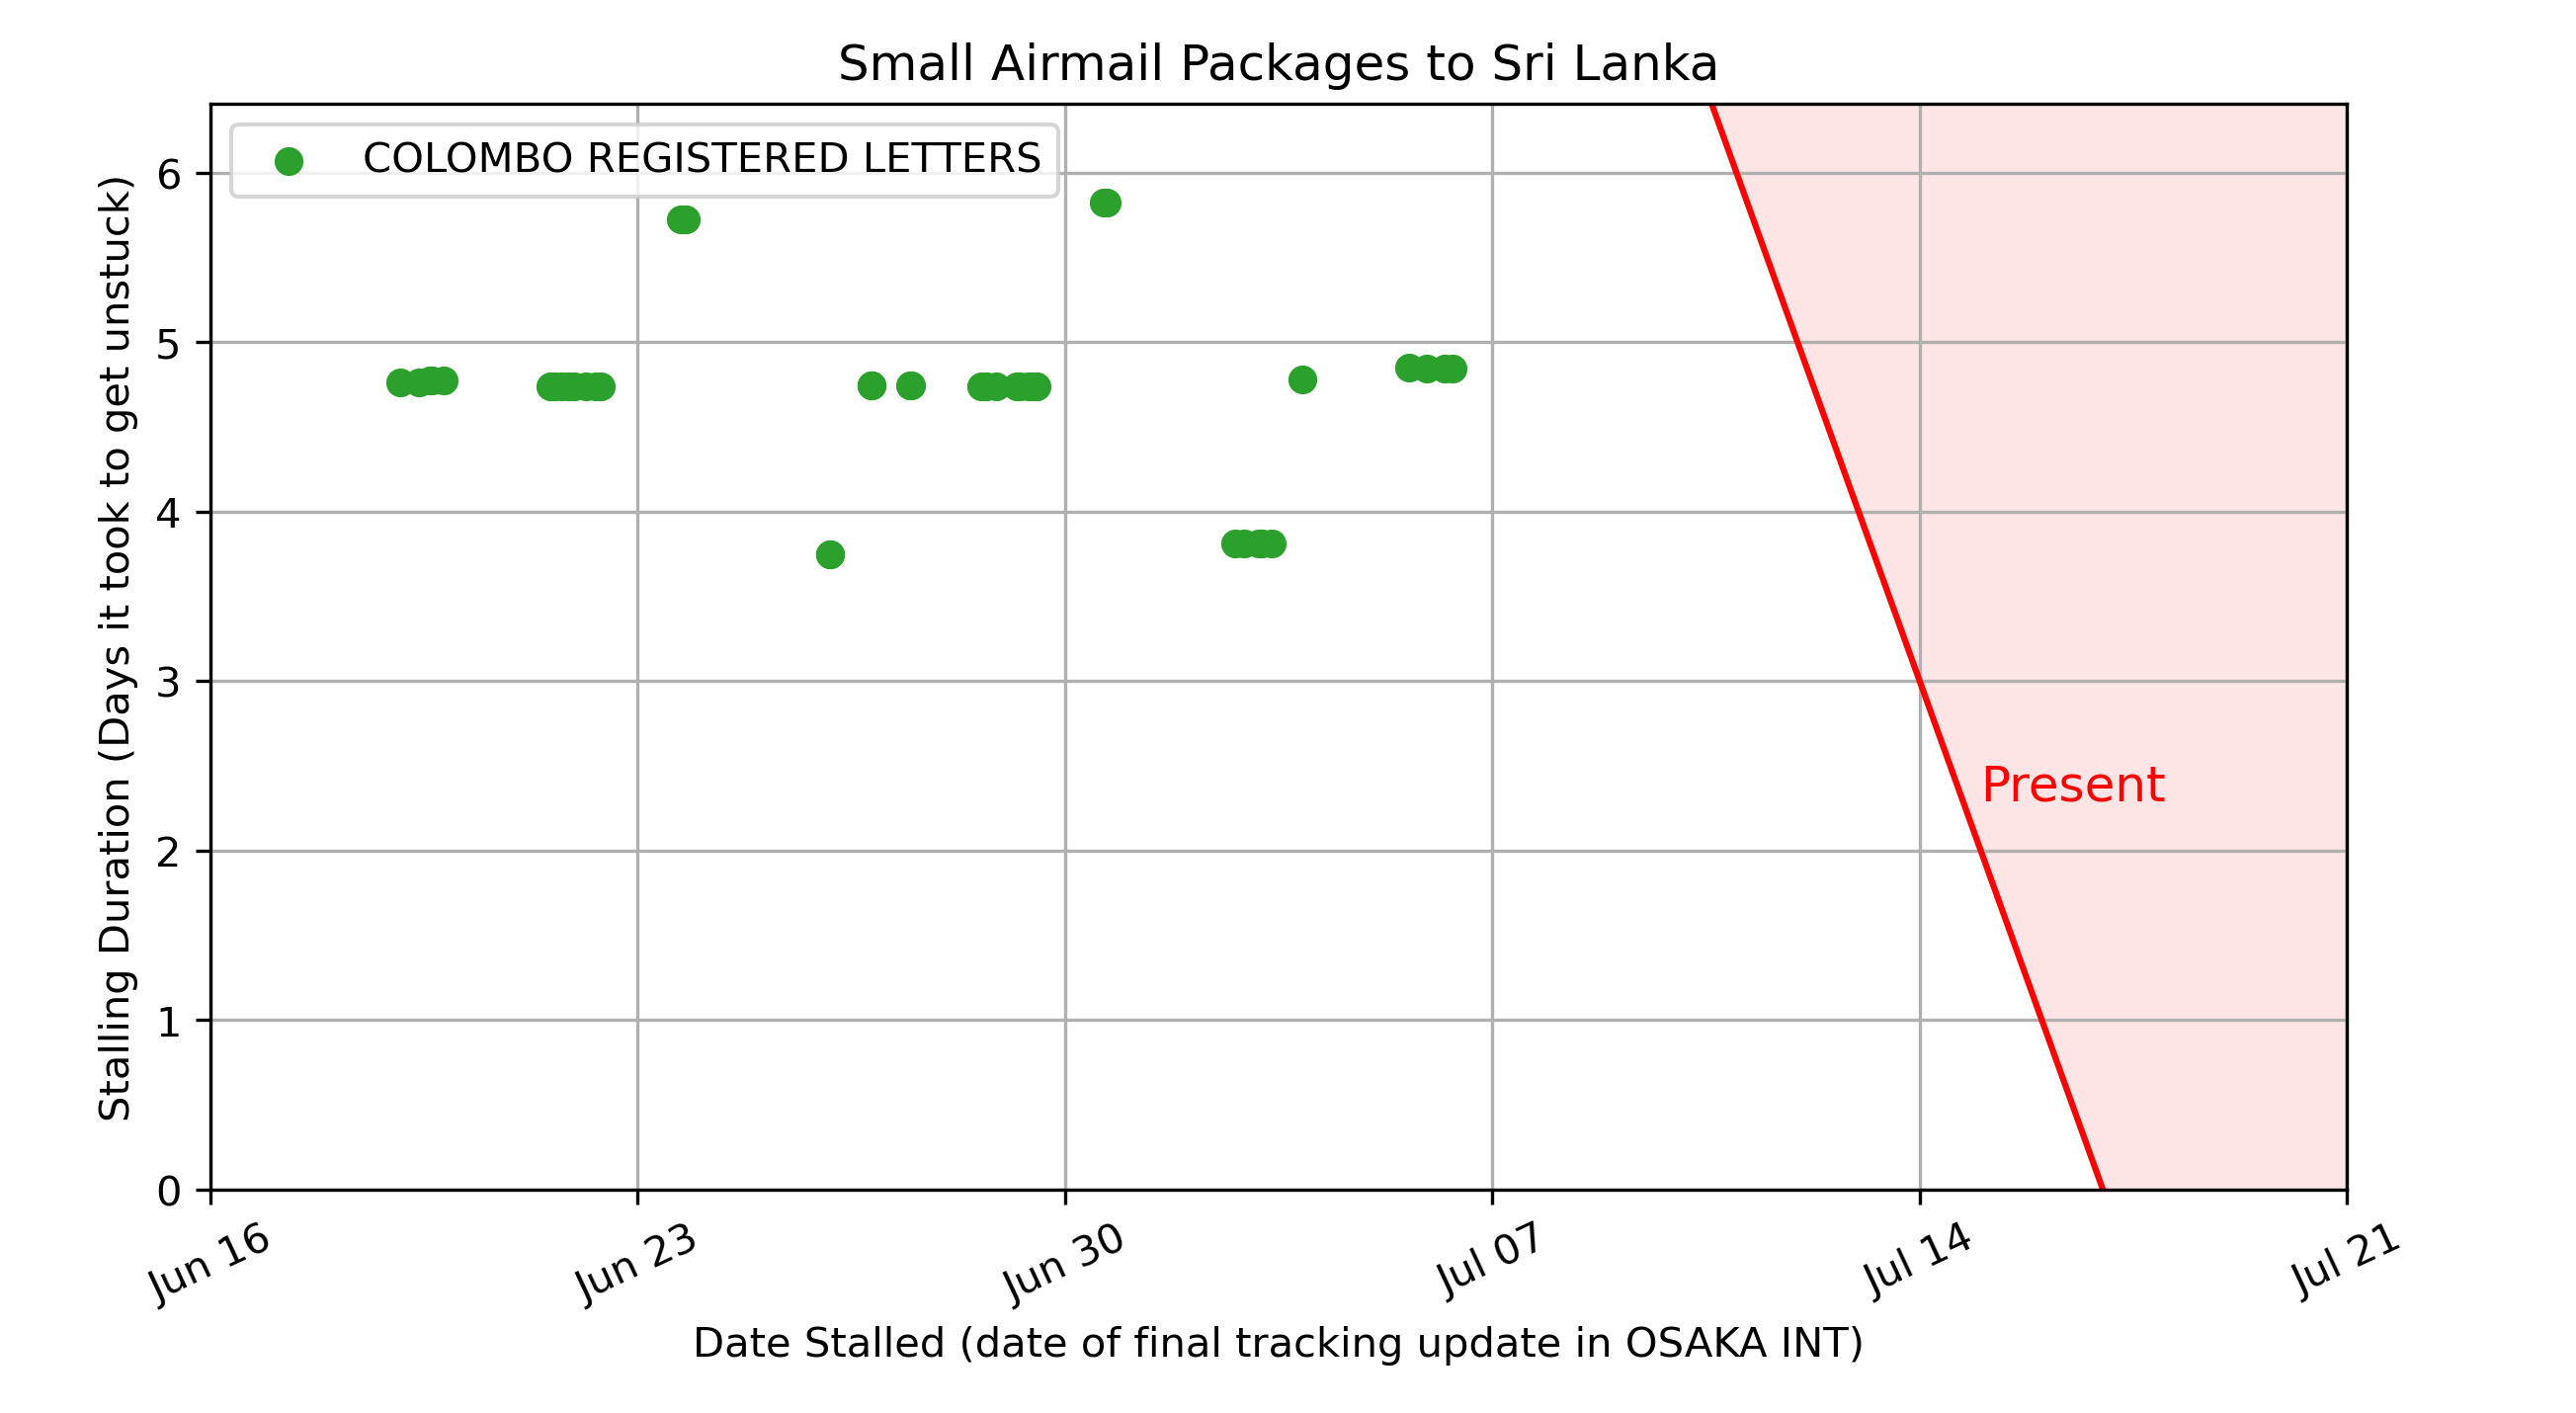 Small Airmail Packages to Sri Lanka
COLOMBO REGISTERED LETTERS
Stalling Duration (Days it took to get unstuck)
6
5
4
3
2
1
0
Present
Jun 16
Jun 23
Jun 30
Jul 07
Jul 14
Jul 21
Date Stalled (date of final tracking update in OSAKA INT)